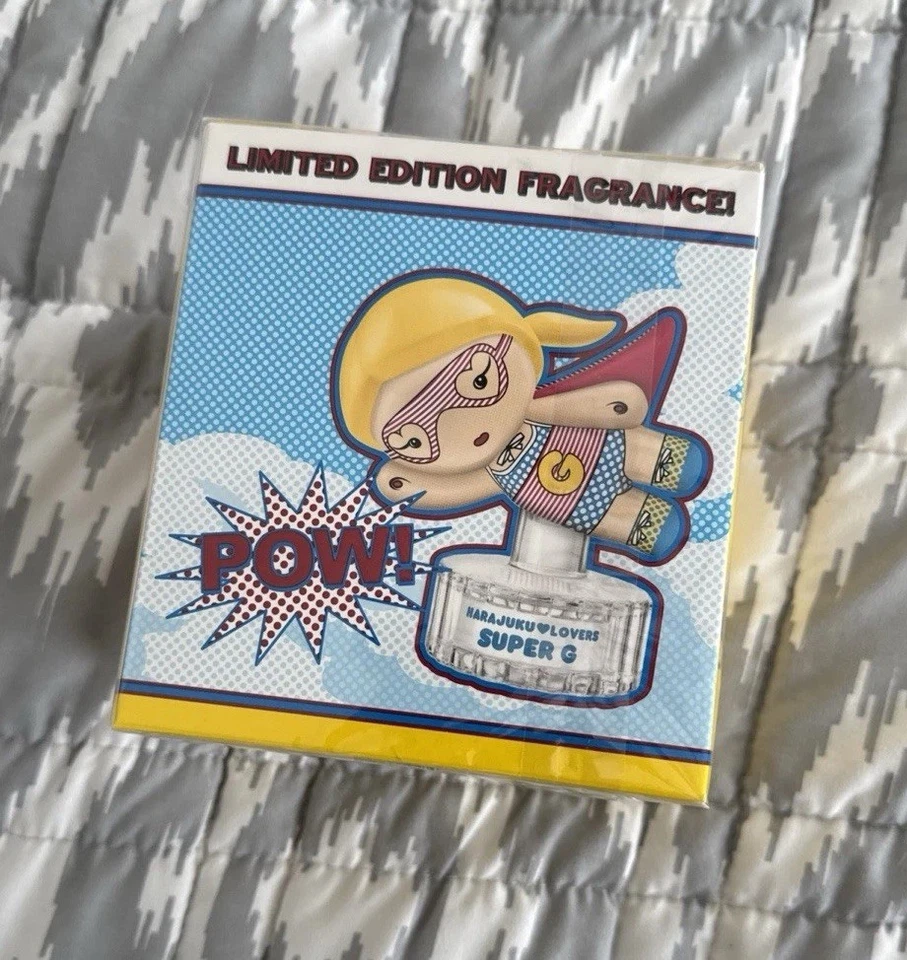 LIMITED EDITION FRAGRANCE!
G
POW!
HARAJUKU♥LOVERS
SUPER G